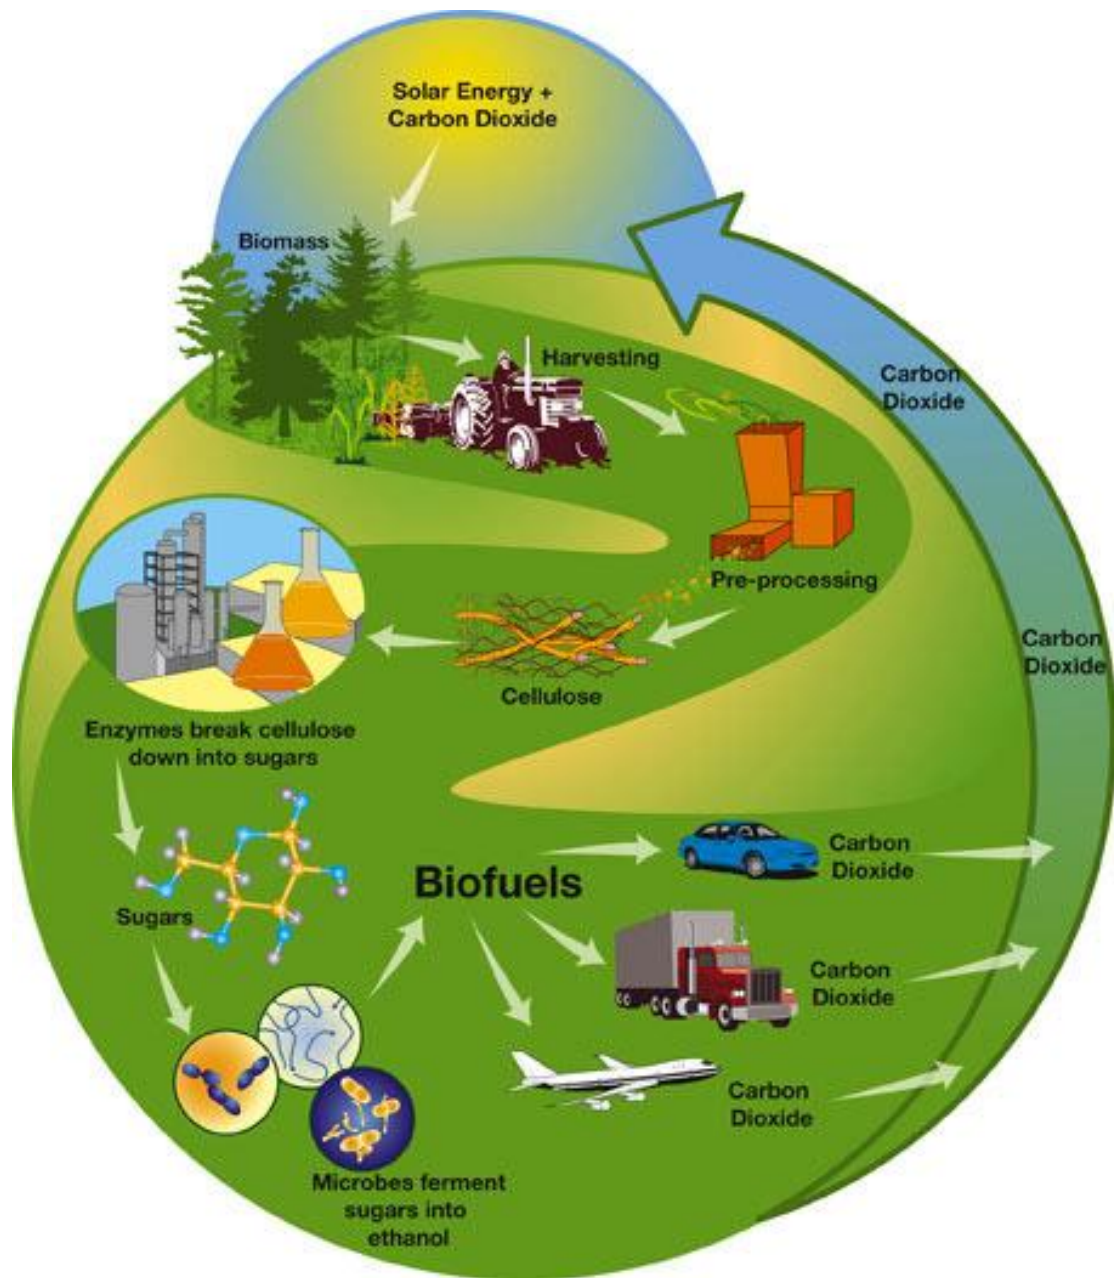 Solar Energy +
Carbon Dioxide
Biomass
Harvesting
Carbon
Dioxide
Pre-processing
Carbon
Dioxide
Cellulose
Enzymes break cellulose
down into sugars
Sugars
Biofuels
Carbon
Dioxide
Carbon
Dioxide
Carbon
Dioxide
Microbes ferment
sugars into
ethanol